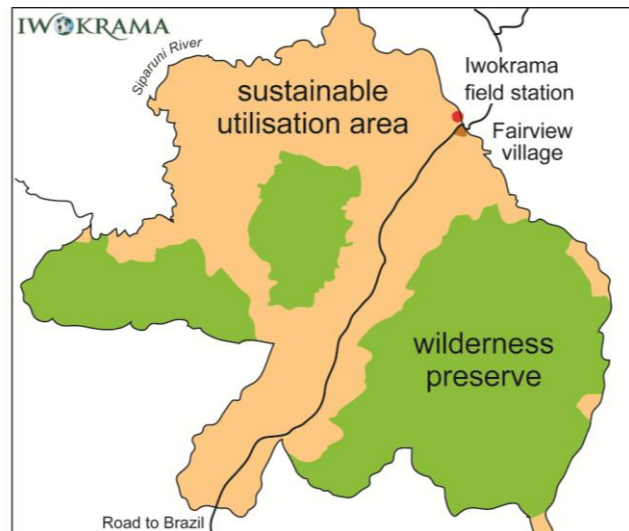 IWOKRAMA
Siparuni River
sustainable
utilisation area
Iwokrama
field station
Fairview
village
wilderness
preserve
Road to Brazil